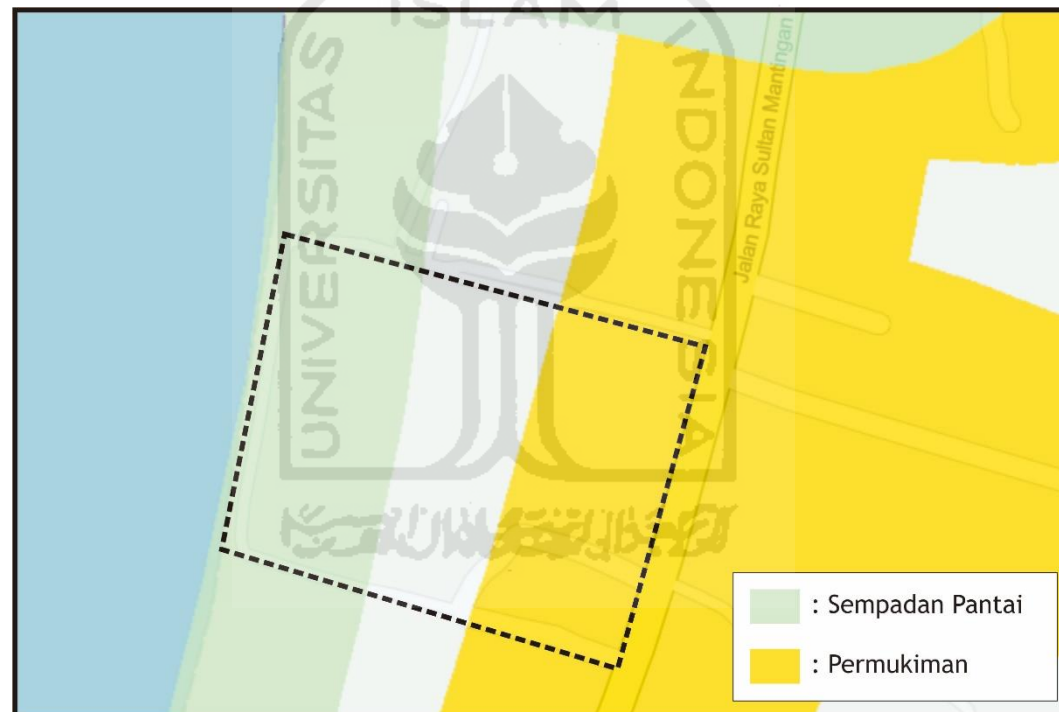 ISLAM
UNIVERSITAS
INDONESIA
Jalan Raya Sultan Mantingan
: Sempadan Pantai
: Permukiman